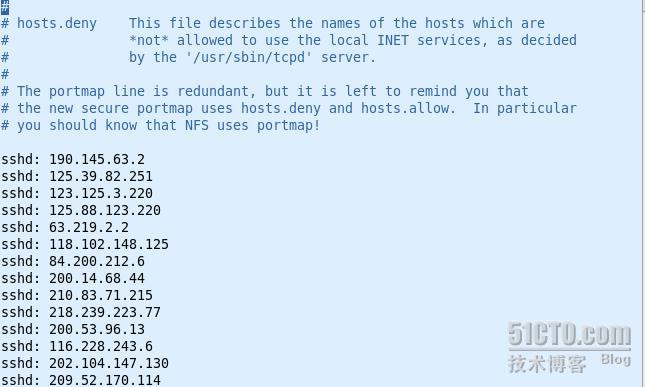 #
# hosts.deny    This file describes the names of the hosts which are
#               *not* allowed to use the local INET services, as decided
#               by the '/usr/sbin/tcpd' server.
#
# The portmap line is redundant, but it is left to remind you that
# the new secure portmap uses hosts.deny and hosts.allow.  In particular
# you should know that NFS uses portmap!
sshd: 190.145.63.2
sshd: 125.39.82.251
sshd: 123.125.3.220
sshd: 125.88.123.220
sshd: 63.219.2.2
sshd: 118.102.148.125
sshd: 84.200.212.6
sshd: 200.14.68.44
sshd: 210.83.71.215
sshd: 218.239.223.77
sshd: 200.53.96.13
sshd: 116.228.243.6
sshd: 202.104.147.130
sshd: 209.52.170.114
51CTO.com
技术博客 Blog